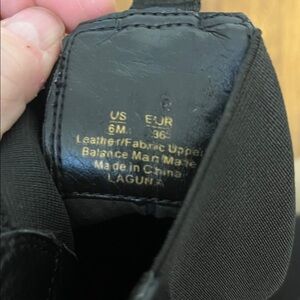 US EUR
6M 36
Leather/Fabric Upper
Balance Man Made
Made in China
LAGUNA